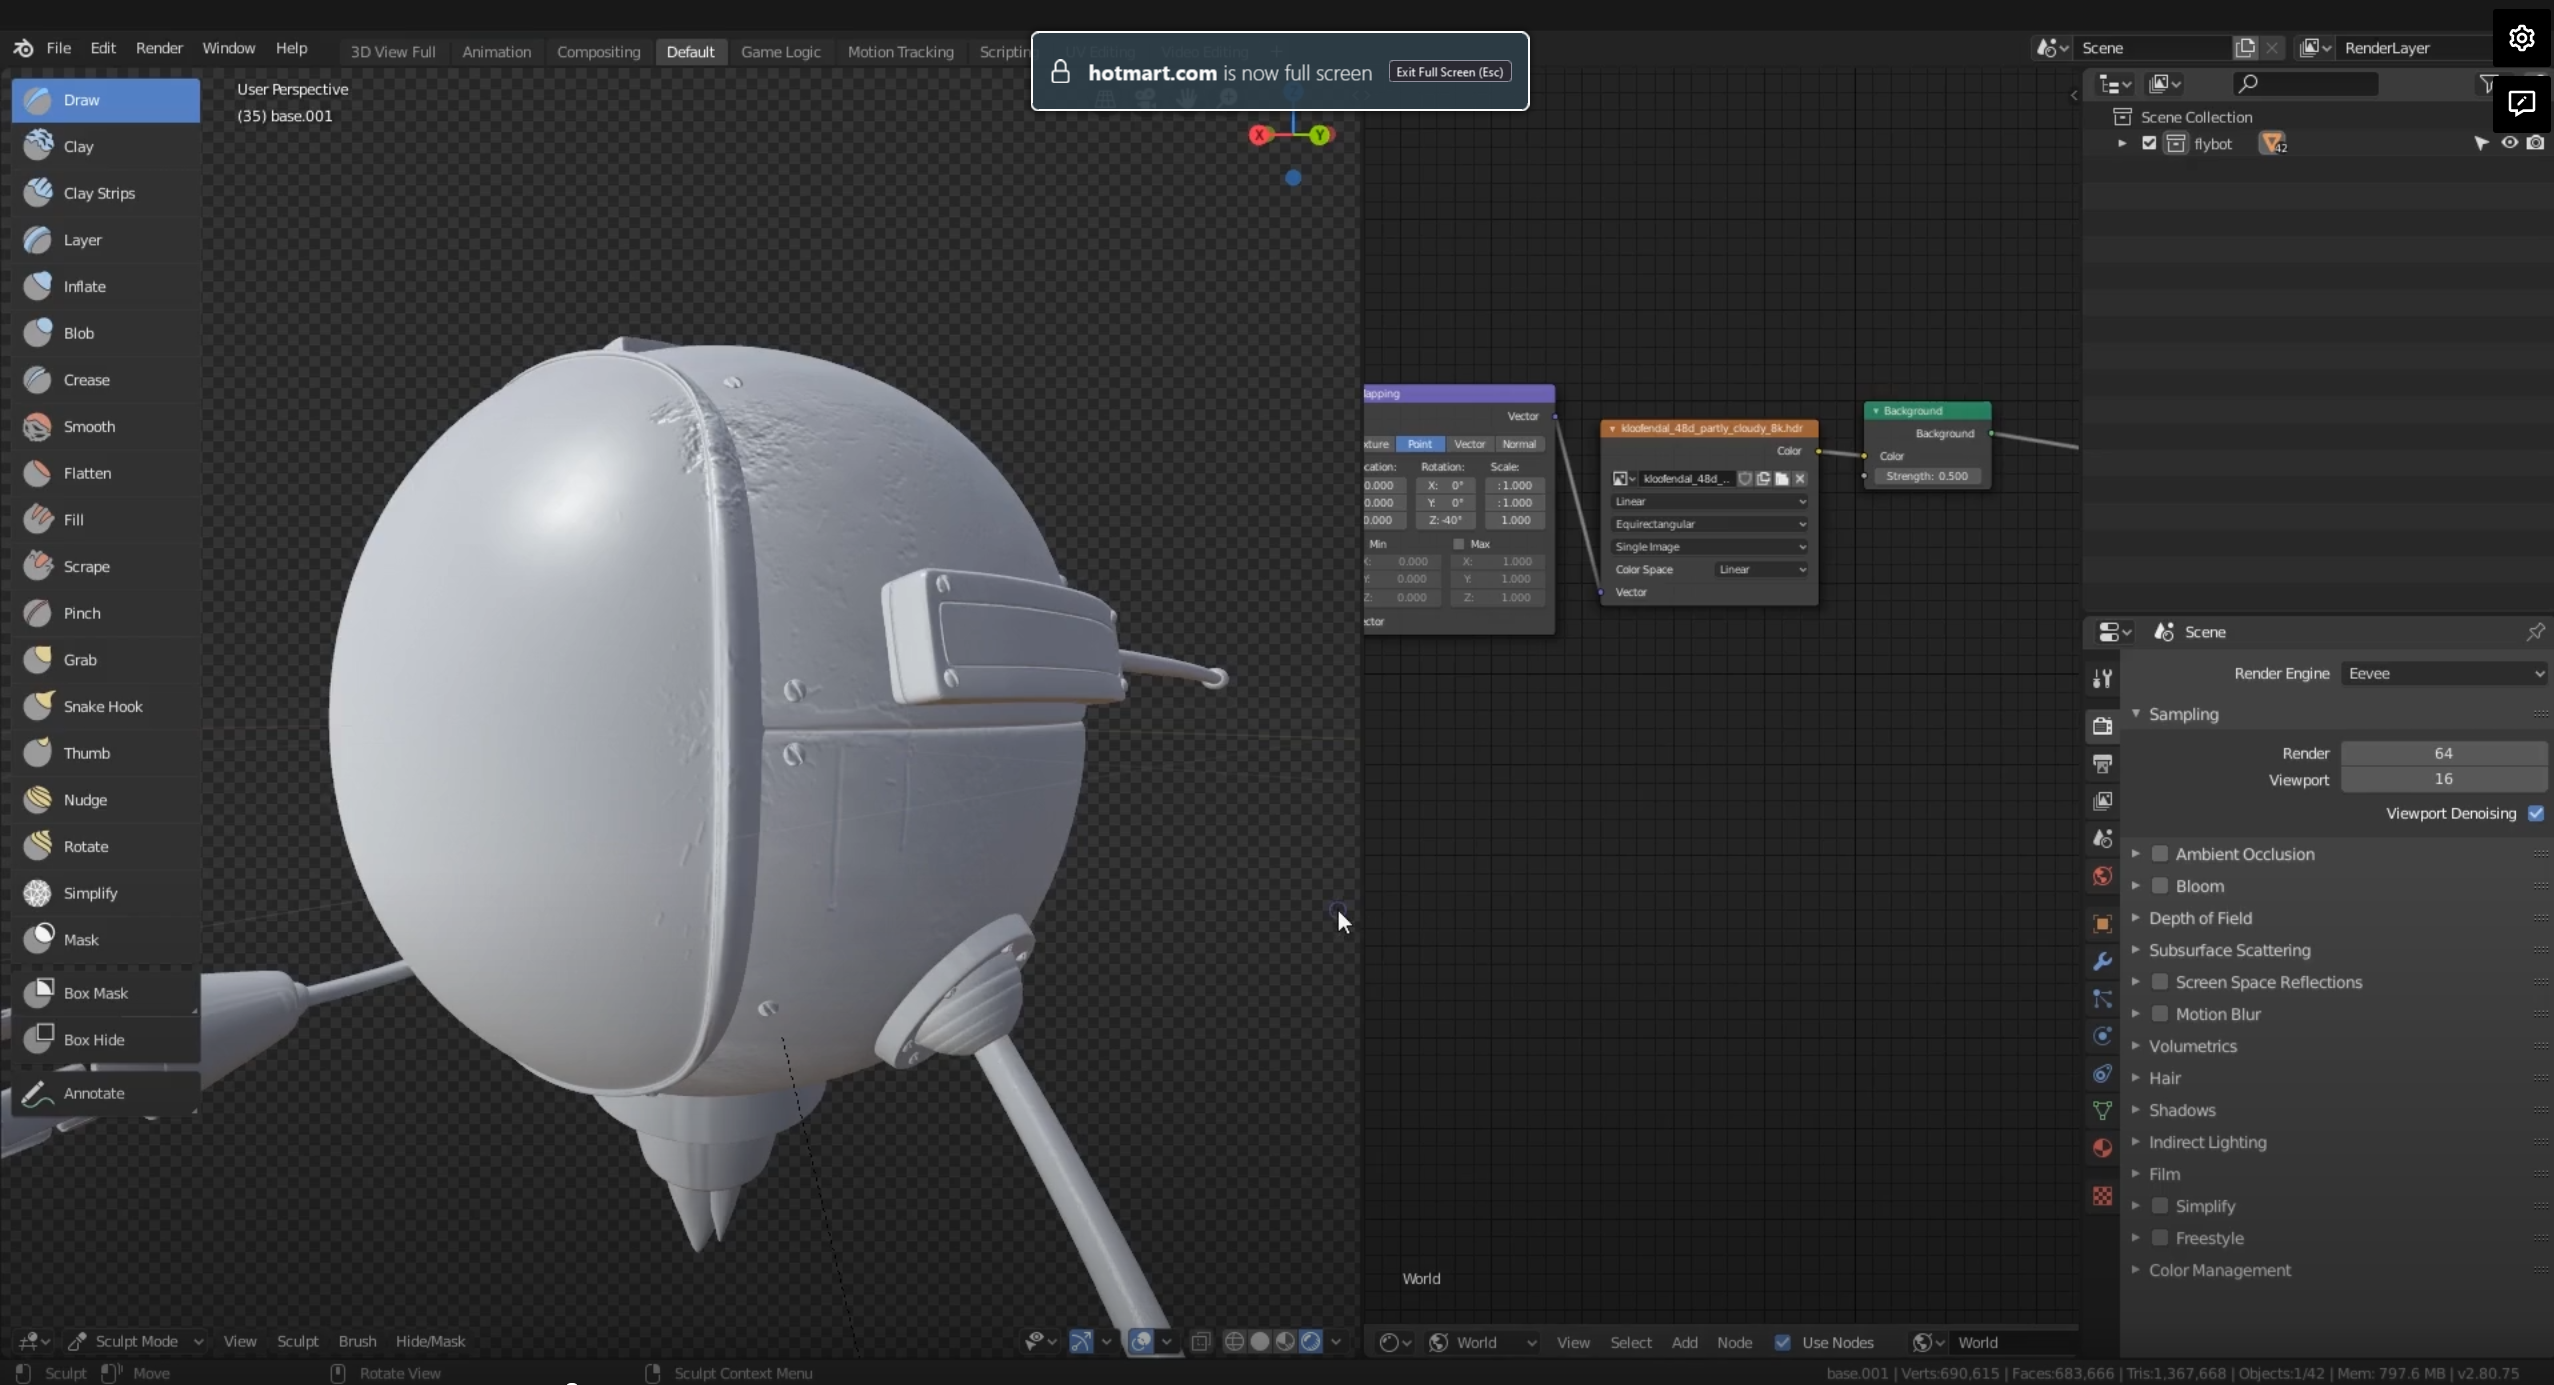 File Edit Render Window Help
3D View Full Animation Compositing Default Game Logic Motion Tracking Scripting UV Editing Video Editing +
hotmart.com is now full screen Exit Full Screen (Esc)
Scene
RenderLayer
Draw
Clay
Clay Strips
Layer
Inflate
Blob
Crease
Smooth
Flatten
Fill
Scrape
Pinch
Grab
Snake Hook
Thumb
Nudge
Rotate
Simplify
Mask
Box Mask
Box Hide
Annotate
User Perspective
(35) base.001
X Y
apping
Vector
xture Point Vector Normal
cation: Rotation: Scale:
0.000 X: 0° : 1.000
0.000 Y: 0° : 1.000
0.000 Z: -40° 1.000
Min Max
X: 0.000 X: 1.000
Y: 0.000 Y: 1.000
Z: 0.000 Z: 1.000
ector
kloofendal_48d_partly_cloudy_8k.hdr
Color
kloofendal_48d_..
Linear
Equirectangular
Single Image
Color Space Linear
Vector
Background
Background
Color
Strength: 0.500
World
Scene Collection
flybot 42
Scene
Render Engine Eevee
Sampling
Render 64
Viewport 16
Viewport Denoising
Ambient Occlusion
Bloom
Depth of Field
Subsurface Scattering
Screen Space Reflections
Motion Blur
Volumetrics
Hair
Shadows
Indirect Lighting
Film
Simplify
Freestyle
Color Management
Sculpt Mode View Sculpt Brush Hide/Mask
World View Select Add Node Use Nodes World
Sculpt Move Rotate View Sculpt Context Menu
base.001 | Verts:690,615 | Faces:683,666 | Tris:1,367,668 | Objects:1/42 | Mem: 797.6 MB | v2.80.75